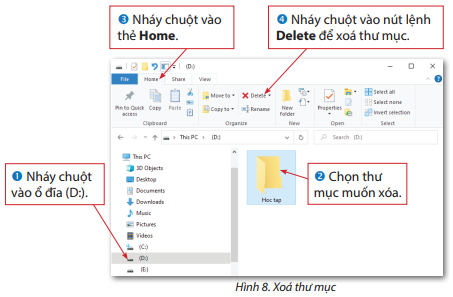 ❸ Nháy chuột vào
thẻ Home.
❹ Nháy chuột vào nút lệnh
Delete để xoá thư mục.
(D:)
File Home Share View
Pin to Quick
access
Copy
Paste
Move to
Copy to
Delete
Rename
New
Folder
Properties
Select all
Select none
Invert selection
Clipboard
Organize
New
Open
Select
This PC > (D:)
Search (D:)
This PC
3D Objects
Desktop
Documents
Downloads
Music
Pictures
Videos
(C:)
(D:)
(E:)
Hoc tap
❶ Nháy chuột
vào ổ đĩa (D:).
❷ Chọn thư
mục muốn xóa.
Hình 8. Xoá thư mục